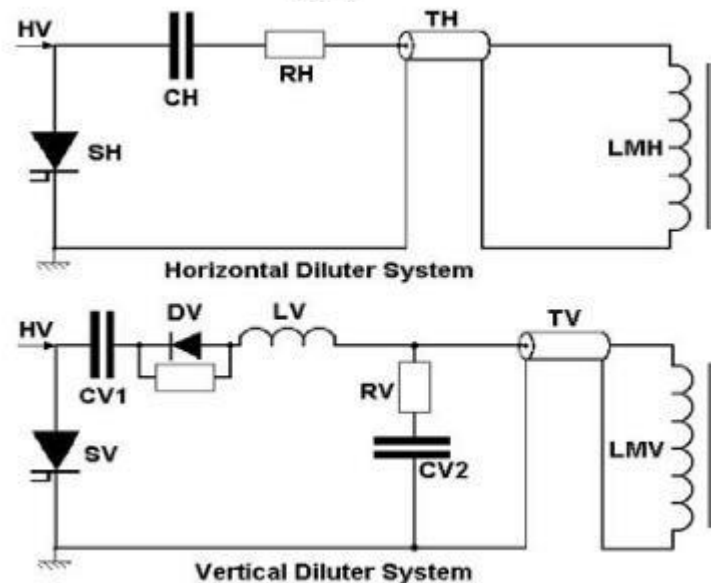 HV
TH
CH
RH
SH
LMH
Horizontal Diluter System
HV
DV
LV
TV
CV1
RV
SV
CV2
LMV
Vertical Diluter System